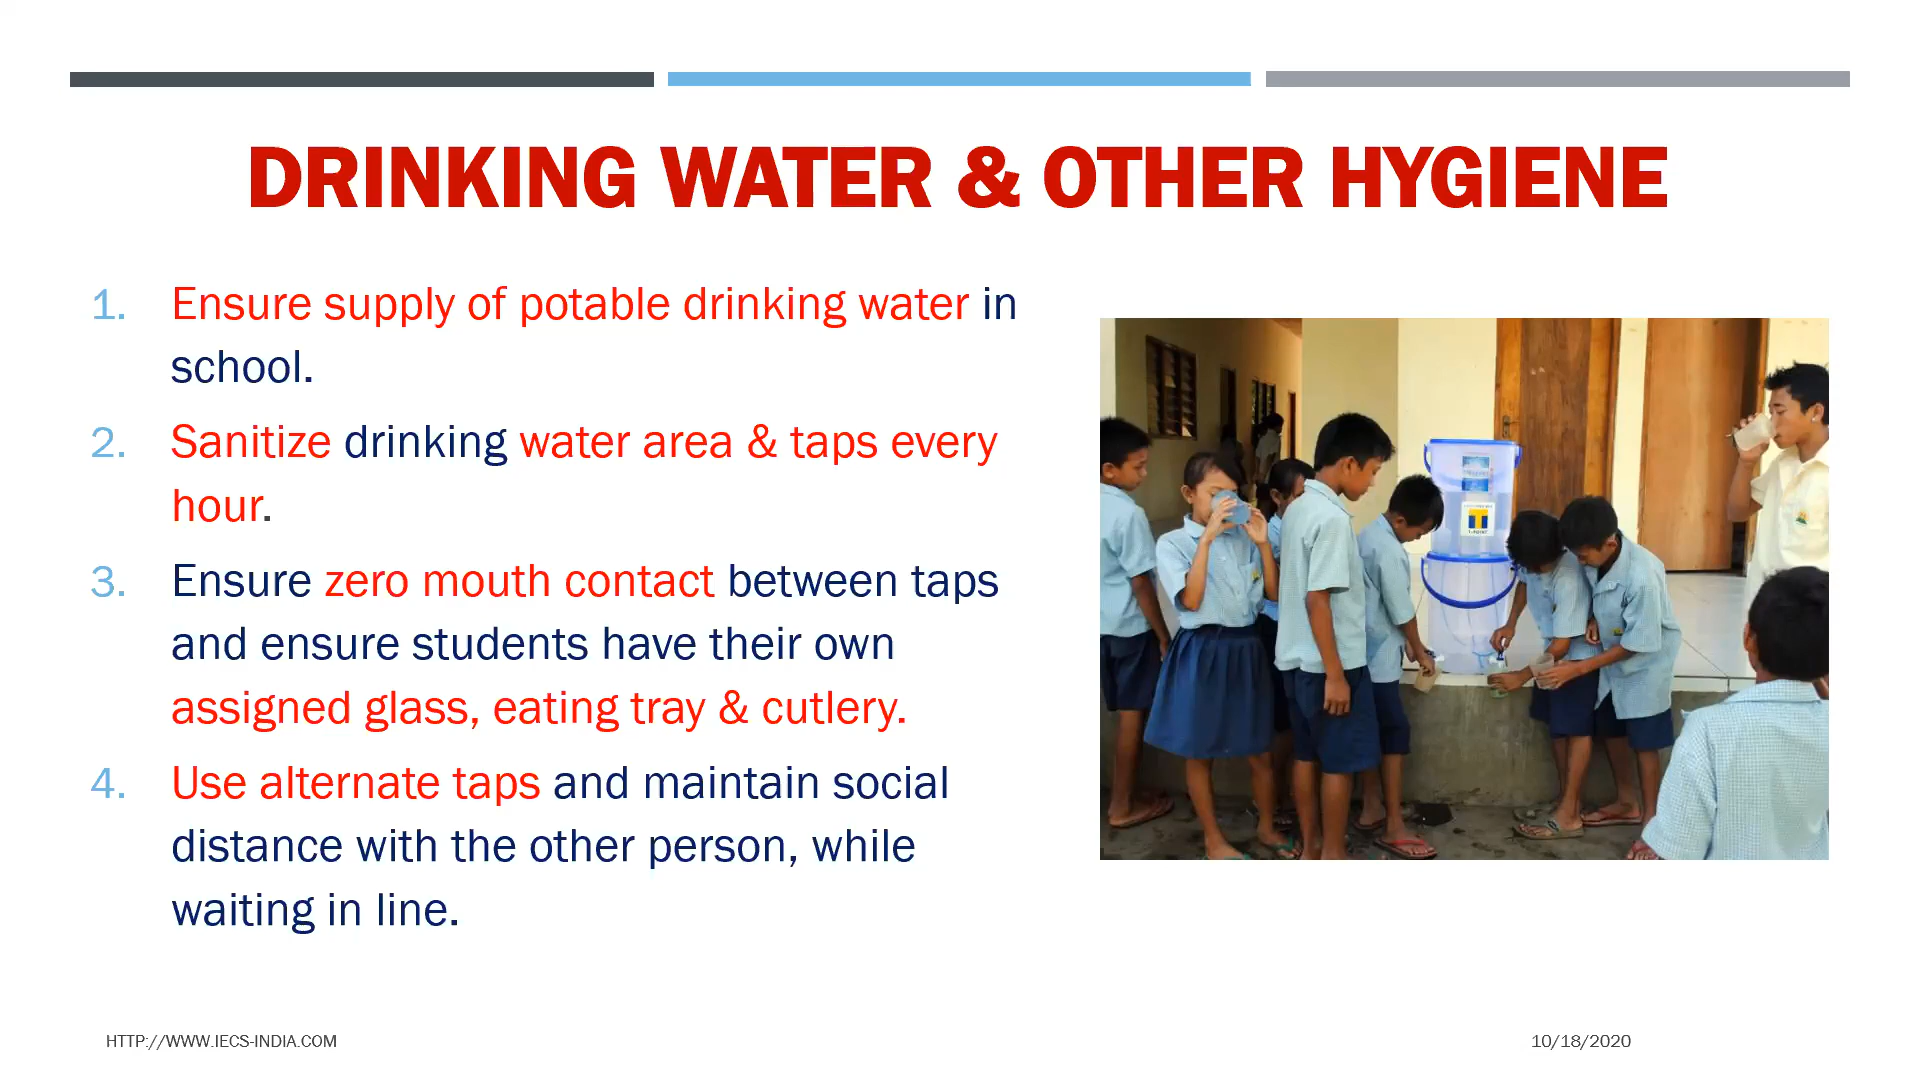 DRINKING WATER & OTHER HYGIENE
1. Ensure supply of potable drinking water in
school.
2. Sanitize drinking water area & taps every
hour.
3. Ensure zero mouth contact between taps
and ensure students have their own
assigned glass, eating tray & cutlery.
4. Use alternate taps and maintain social
distance with the other person, while
waiting in line.
HTTP://WWW.IECS-INDIA.COM
10/18/2020